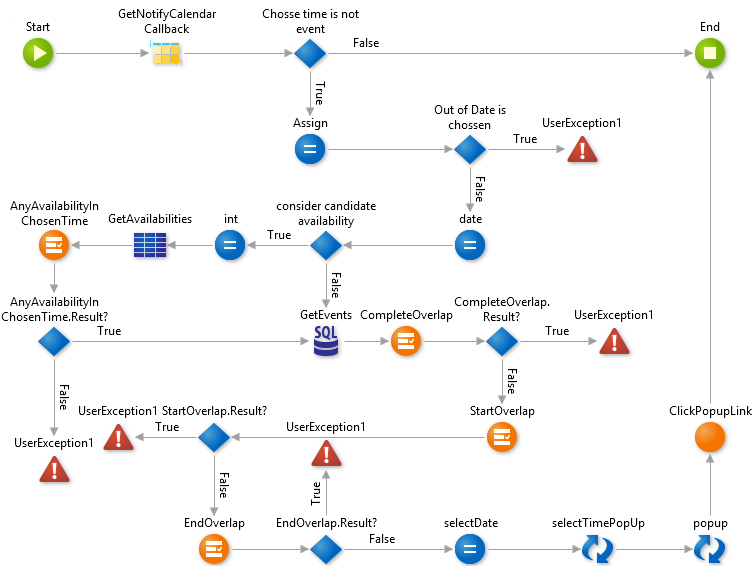 Start
GetNotifyCalendar
Callback
Chosse time is not
event
False
End
True
Assign
Out of Date is
chossen
True
UserException1
False
AnyAvailabilityIn
ChosenTime
GetAvailabilities
int
True
consider candidate
availability
date
False
AnyAvailabilityIn
ChosenTime.Result?
True
GetEvents
SQL
CompleteOverlap
CompleteOverlap.
Result?
True
UserException1
False
False
UserException1
UserException1
True
StartOverlap.Result?
UserException1
StartOverlap
ClickPopupLink
False
True
EndOverlap
EndOverlap.Result?
False
selectDate
selectTimePopUp
popup